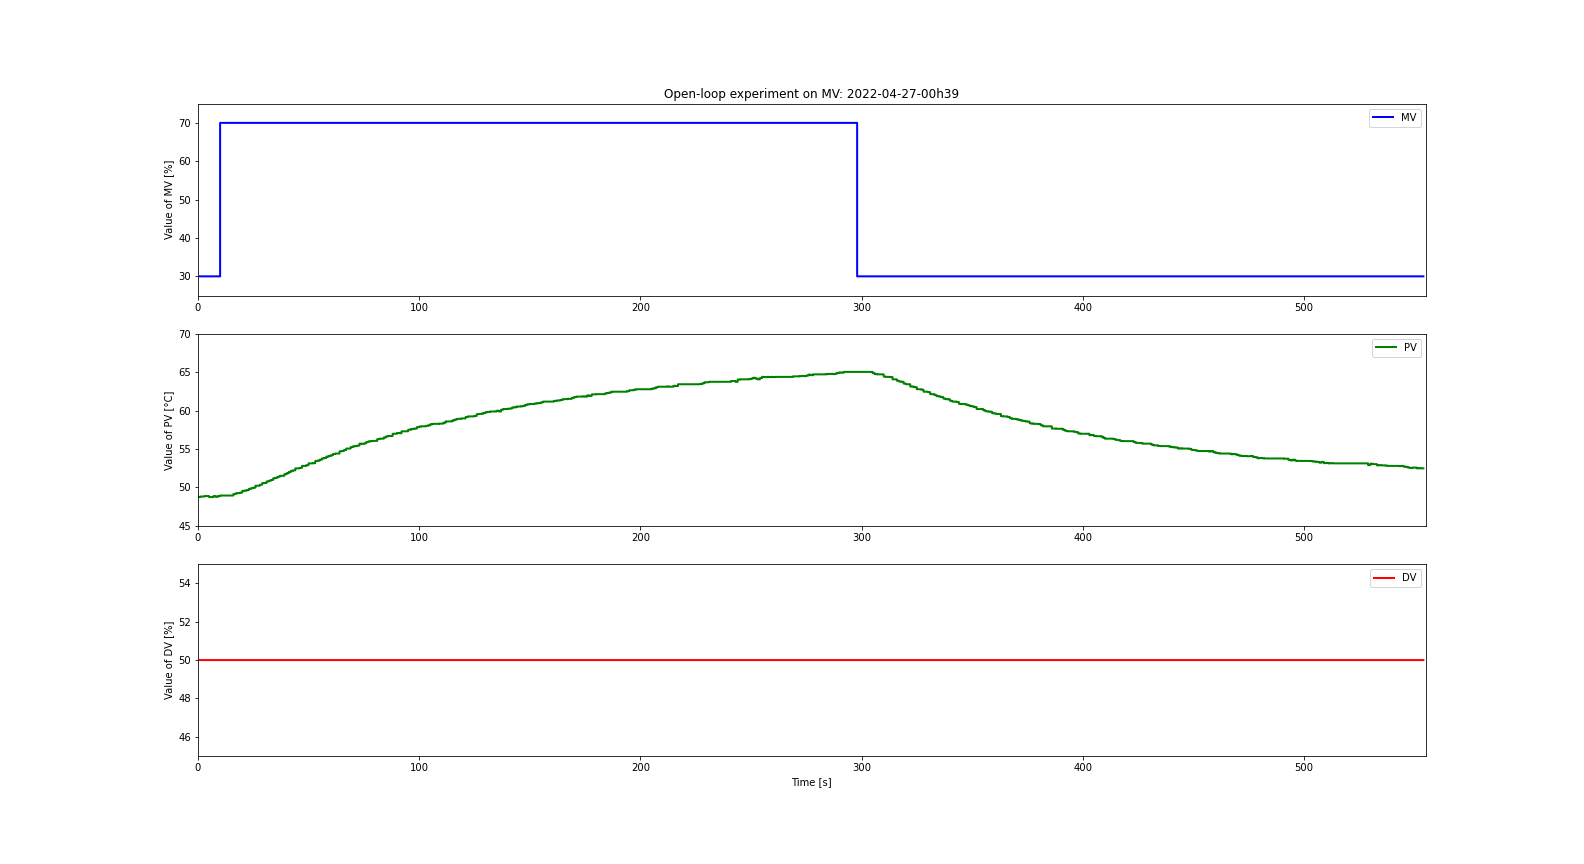 Open-loop experiment on MV: 2022-04-27-00h39
MV
Value of MV [%]
70
60
50
40
30
0 100 200 300 400 500
PV
Value of PV [°C]
70
65
60
55
50
45
0 100 200 300 400 500
DV
Value of DV [%]
54
52
50
48
46
0 100 200 300 400 500
Time [s]